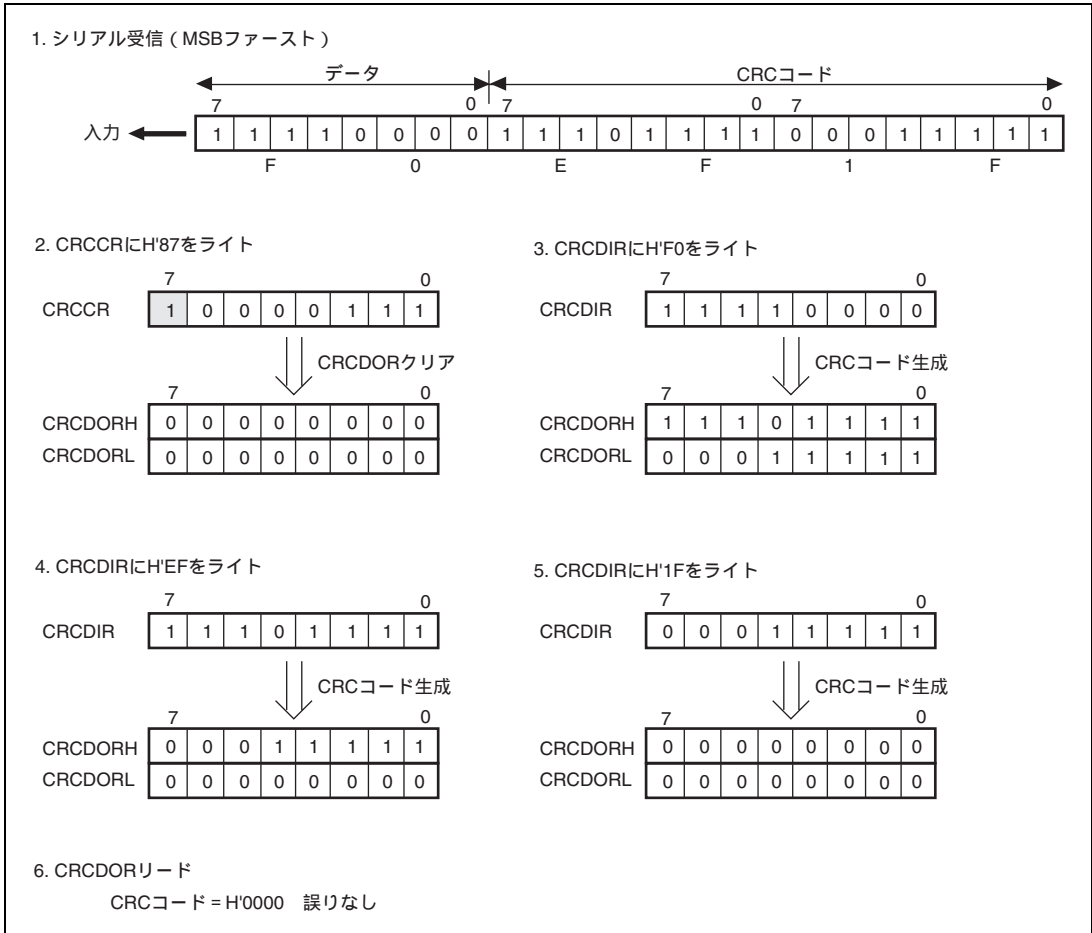 1. シリアル受信（MSBファースト）
データ CRCコード
7 0 7 0 7 0
入力 1 1 1 1 0 0 0 0 1 1 1 0 1 1 1 1 0 0 0 1 1 1 1 1
F 0 E F 1 F
2. CRCCRにH'87をライト
7 0
CRCCR 1 0 0 0 0 1 1 1
CRCDORクリア
7 0
CRCDORH 0 0 0 0 0 0 0 0
CRCDORL 0 0 0 0 0 0 0 0
3. CRCDIRにH'F0をライト
7 0
CRCDIR 1 1 1 1 0 0 0 0
CRCコード生成
7 0
CRCDORH 1 1 1 0 1 1 1 1
CRCDORL 0 0 0 1 1 1 1 1
4. CRCDIRにH'EFをライト
7 0
CRCDIR 1 1 1 0 1 1 1 1
CRCコード生成
7 0
CRCDORH 0 0 0 1 1 1 1 1
CRCDORL 0 0 0 0 0 0 0 0
5. CRCDIRにH'1Fをライト
7 0
CRCDIR 0 0 0 1 1 1 1 1
CRCコード生成
7 0
CRCDORH 0 0 0 0 0 0 0 0
CRCDORL 0 0 0 0 0 0 0 0
6. CRCDORリード
CRCコード = H'0000　誤りなし